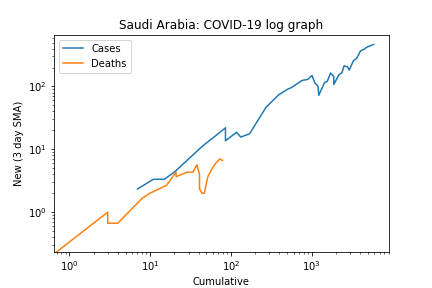 Saudi Arabia: COVID-19 log graph
Cases
Deaths
New (3 day SMA)
10²
10¹
10⁰
10⁰ 10¹ 10² 10³
Cumulative